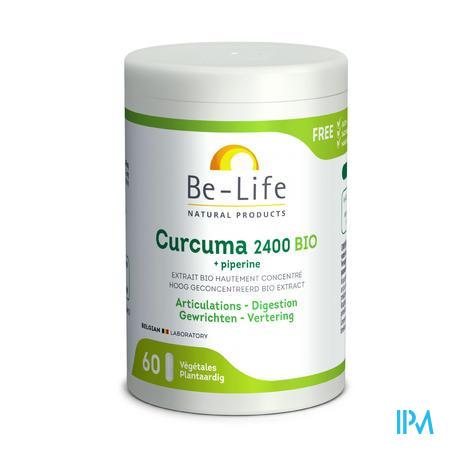 FREE
Be-Life
NATURAL PRODUCTS
Curcuma 2400 BIO
+ piperine
EXTRAIT BIO HAUTEMENT CONCENTRÉ
HOOG GECONCENTREERD BIO EXTRACT
Articulations - Digestion
Gewrichten - Vertering
BELGIAN LABORATORY
60 Végétales
Plantaardig
IPM